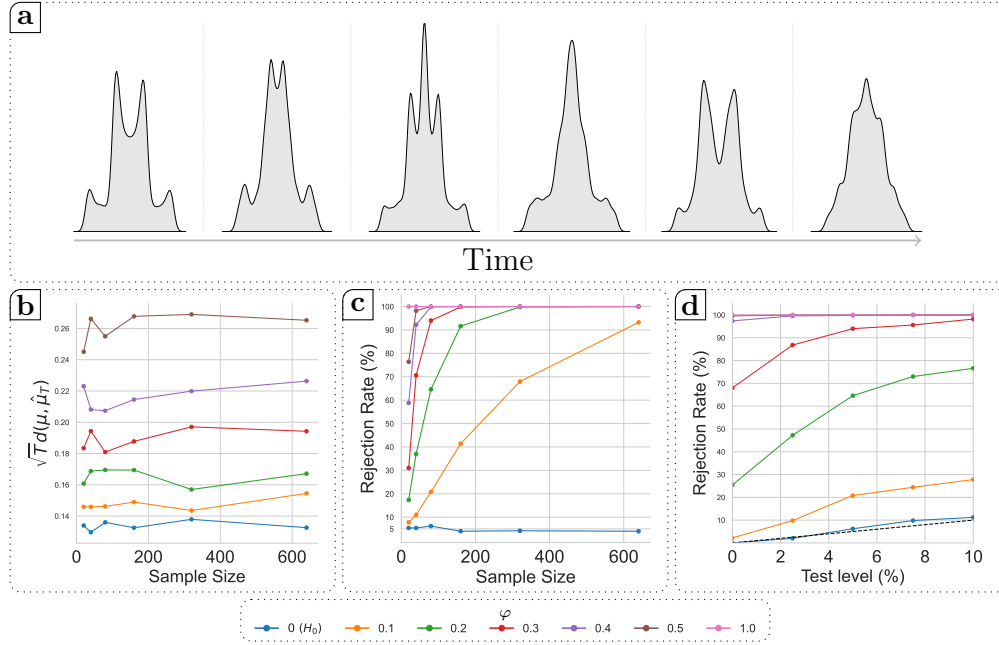 a
Time
b
0.26
0.24
0.22
0.20
0.18
0.16
0.14
√T d(μ, μ̂_T)
0 200 400 600
Sample Size
c
100
90
80
70
60
50
40
30
20
10
5
Rejection Rate (%)
0 200 400 600
Sample Size
d
100
90
80
70
60
50
40
30
20
10
Rejection Rate (%)
0 2 4 6 8 10
Test level (%)
φ
0 (H₀) 0.1 0.2 0.3 0.4 0.5 1.0